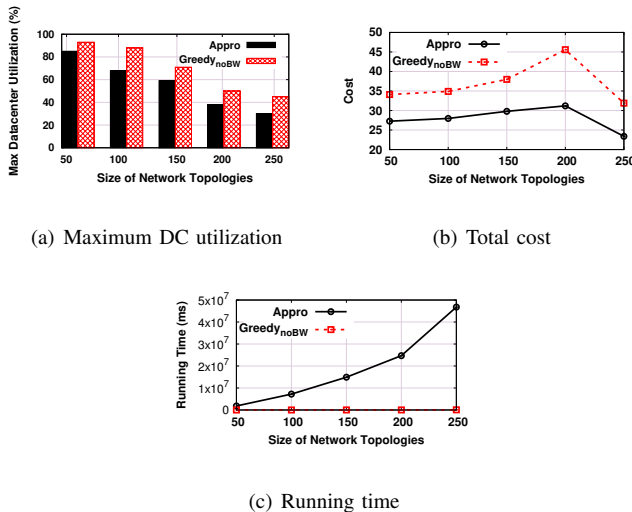 Max Datacenter Utilization (%)
100
80
60
40
20
0
Appro
Greedy_noBW
50 100 150 200 250
Size of Network Topologies
(a) Maximum DC utilization
Cost
50
45
40
35
30
25
20
Appro
Greedy_noBW
50 100 150 200 250
Size of Network Topologies
(b) Total cost
Running Time (ms)
5x10^7
4x10^7
3x10^7
2x10^7
1x10^7
0
Appro
Greedy_noBW
50 100 150 200 250
Size of Network Topologies
(c) Running time